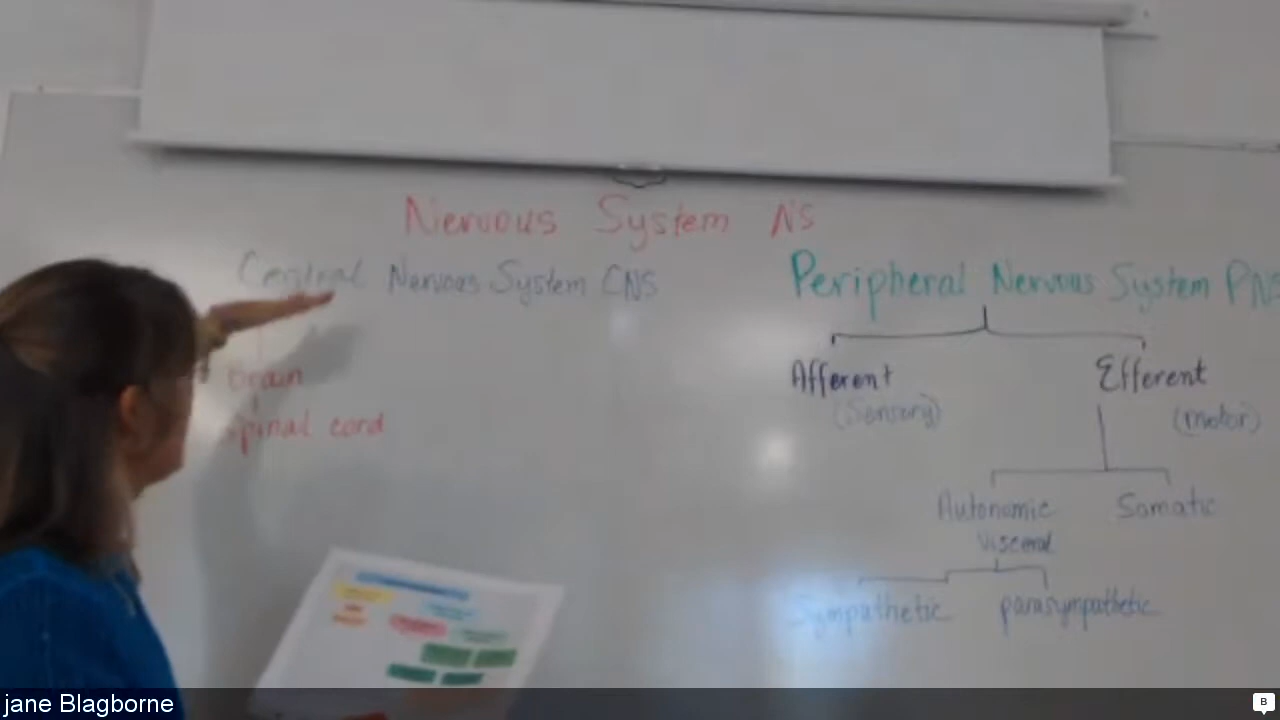 Nervous System NS
Central Nervous System CNS
Peripheral Nervous System PNS
brain
spinal cord
Afferent
(Sensory)
Efferent
(motor)
Autonomic
visceral
Somatic
Sympathetic
parasympathetic
jane Blagborne
B